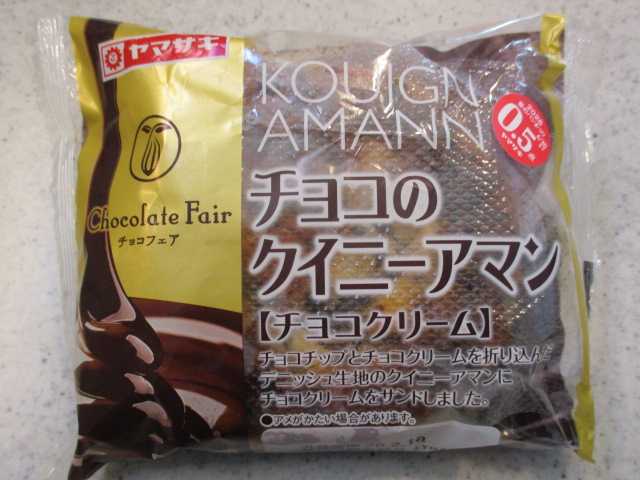 ヤマザキ
KOUIGN
AMANN
0.5
Chocolate Fair
チョコフェア
チョコの
クイニーアマン
【チョコクリーム】
チョコチップとチョコクリームを折り込んだ
デニッシュ生地のクイニーアマンに
チョコクリームをサンドしました。
●アメがかたい場合があります。